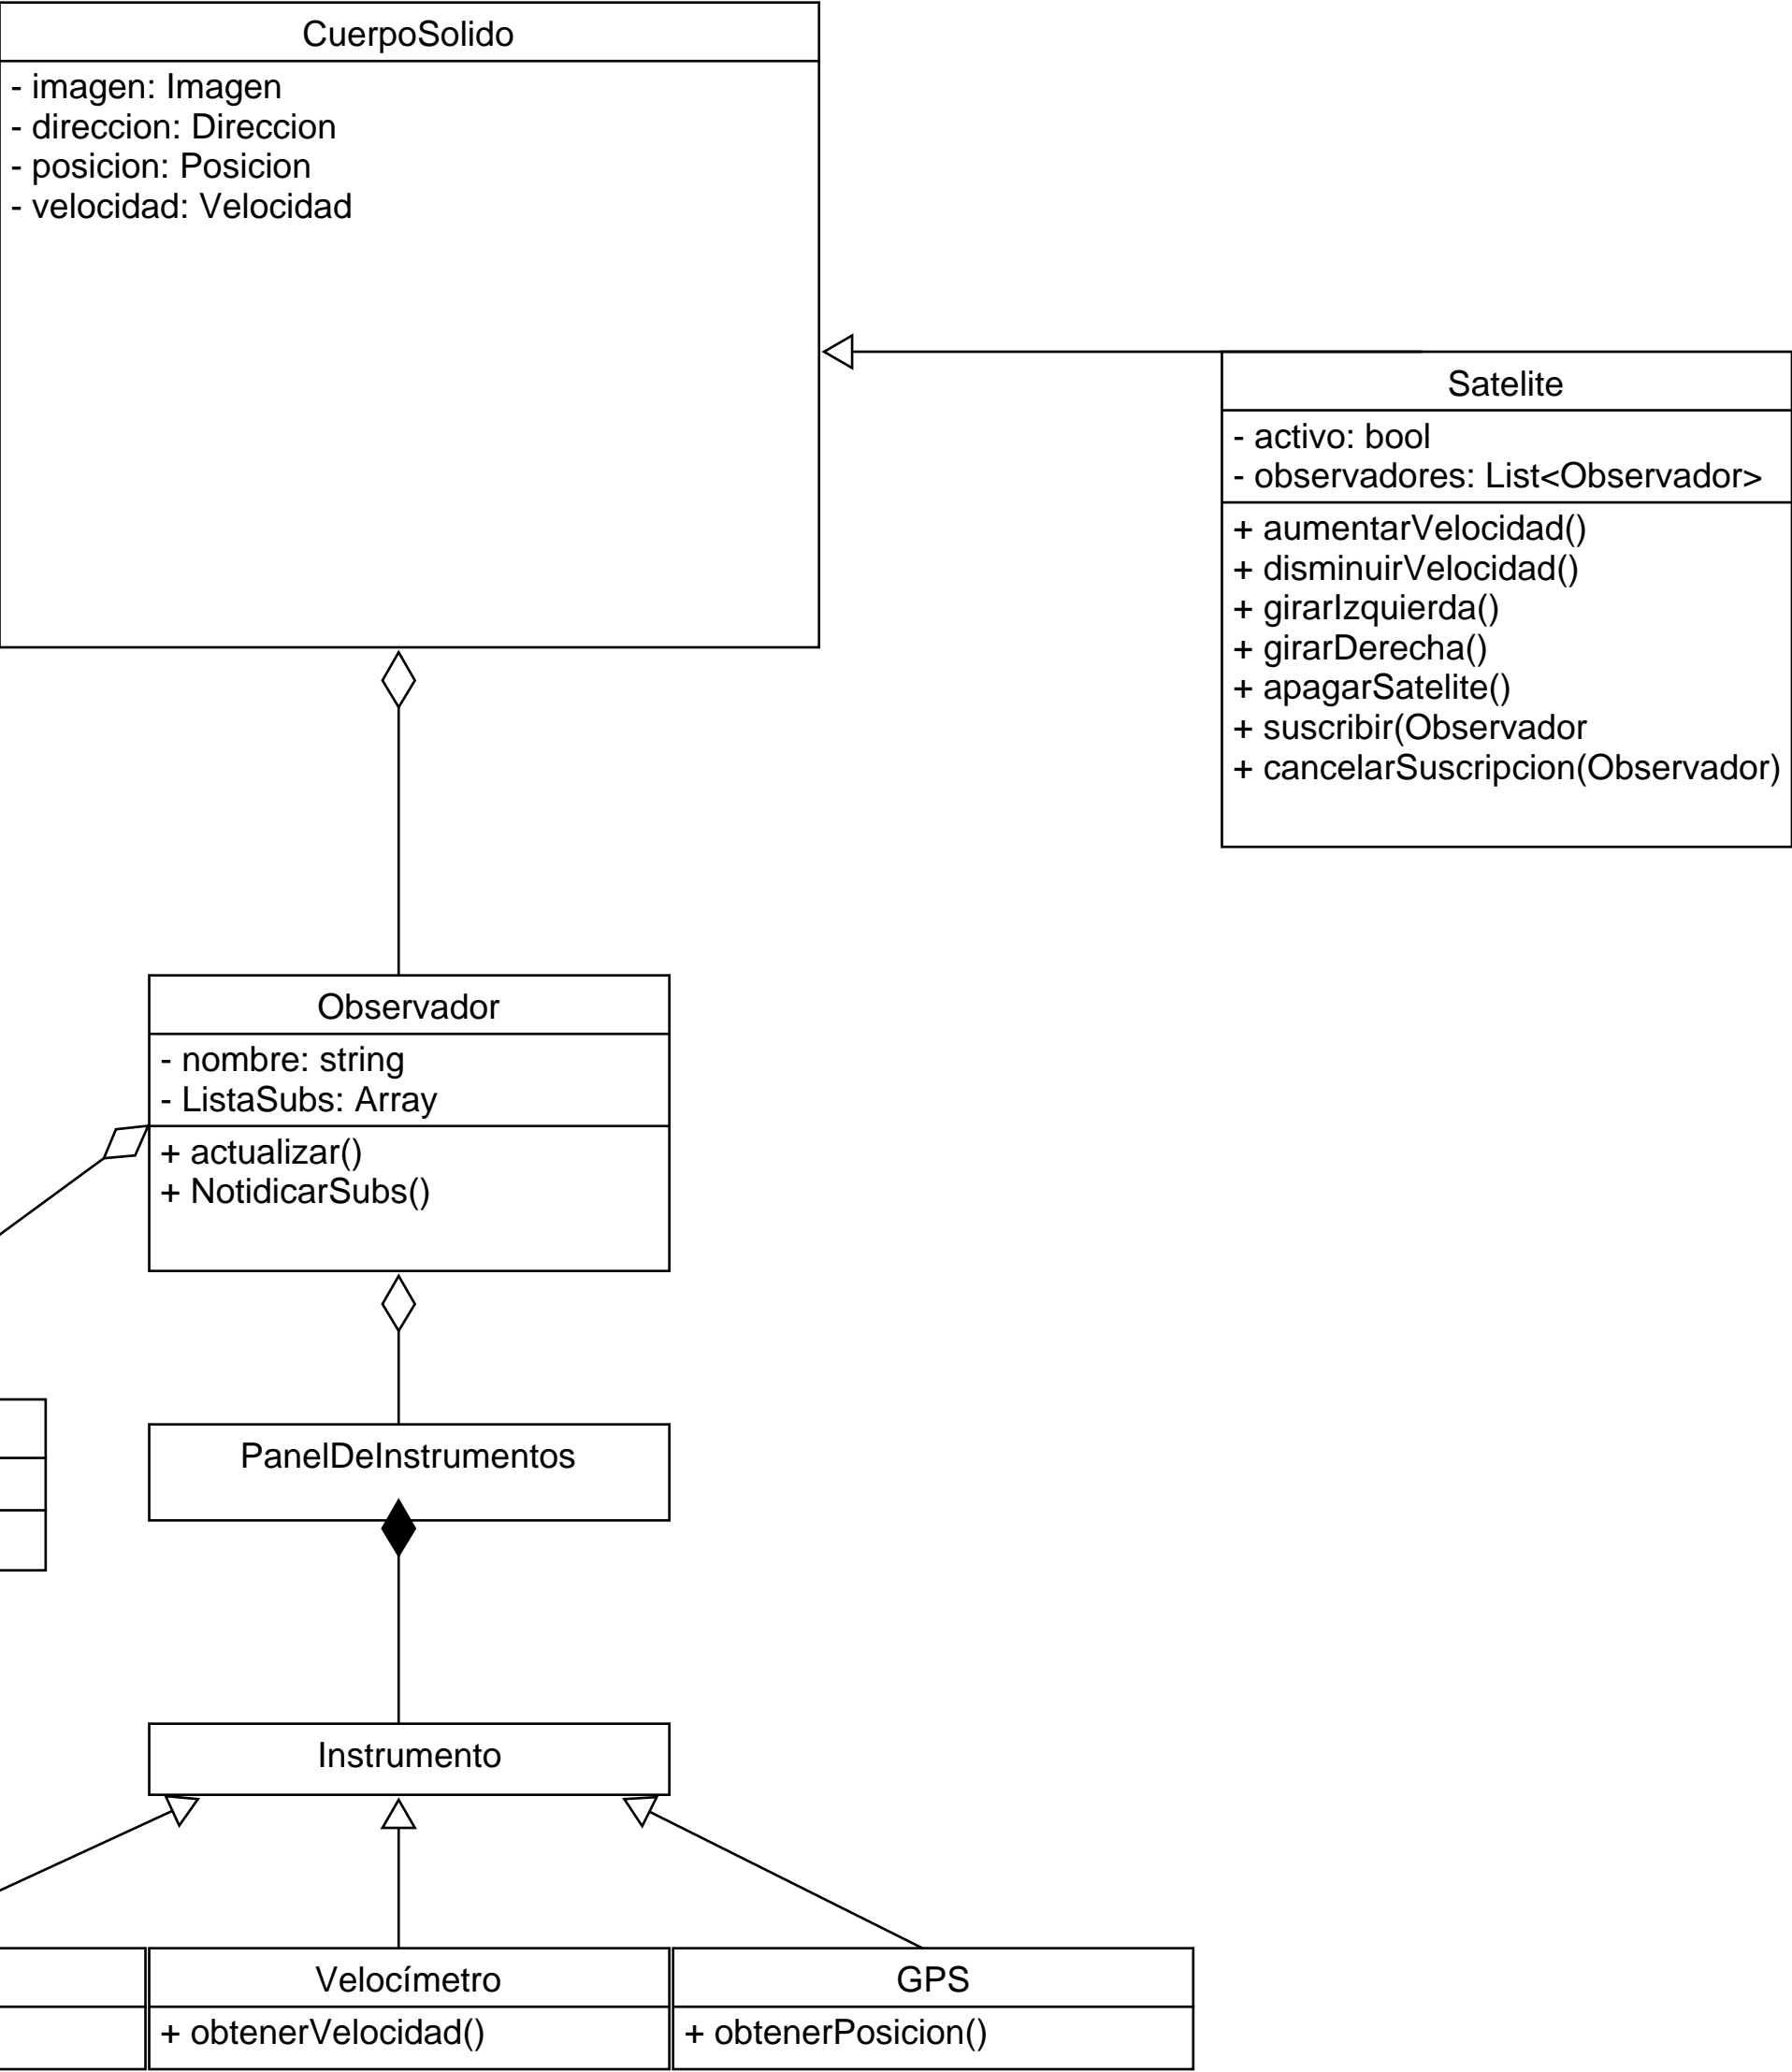 CuerpoSolido
- imagen: Imagen
- direccion: Direccion
- posicion: Posicion
- velocidad: Velocidad
Satelite
- activo: bool
- observadores: List<Observador>
+ aumentarVelocidad()
+ disminuirVelocidad()
+ girarIzquierda()
+ girarDerecha()
+ apagarSatelite()
+ suscribir(Observador
+ cancelarSuscripcion(Observador)
Observador
- nombre: string
- ListaSubs: Array
+ actualizar()
+ NotidicarSubs()
PanelDeInstrumentos
Instrumento
Velocímetro
+ obtenerVelocidad()
GPS
+ obtenerPosicion()